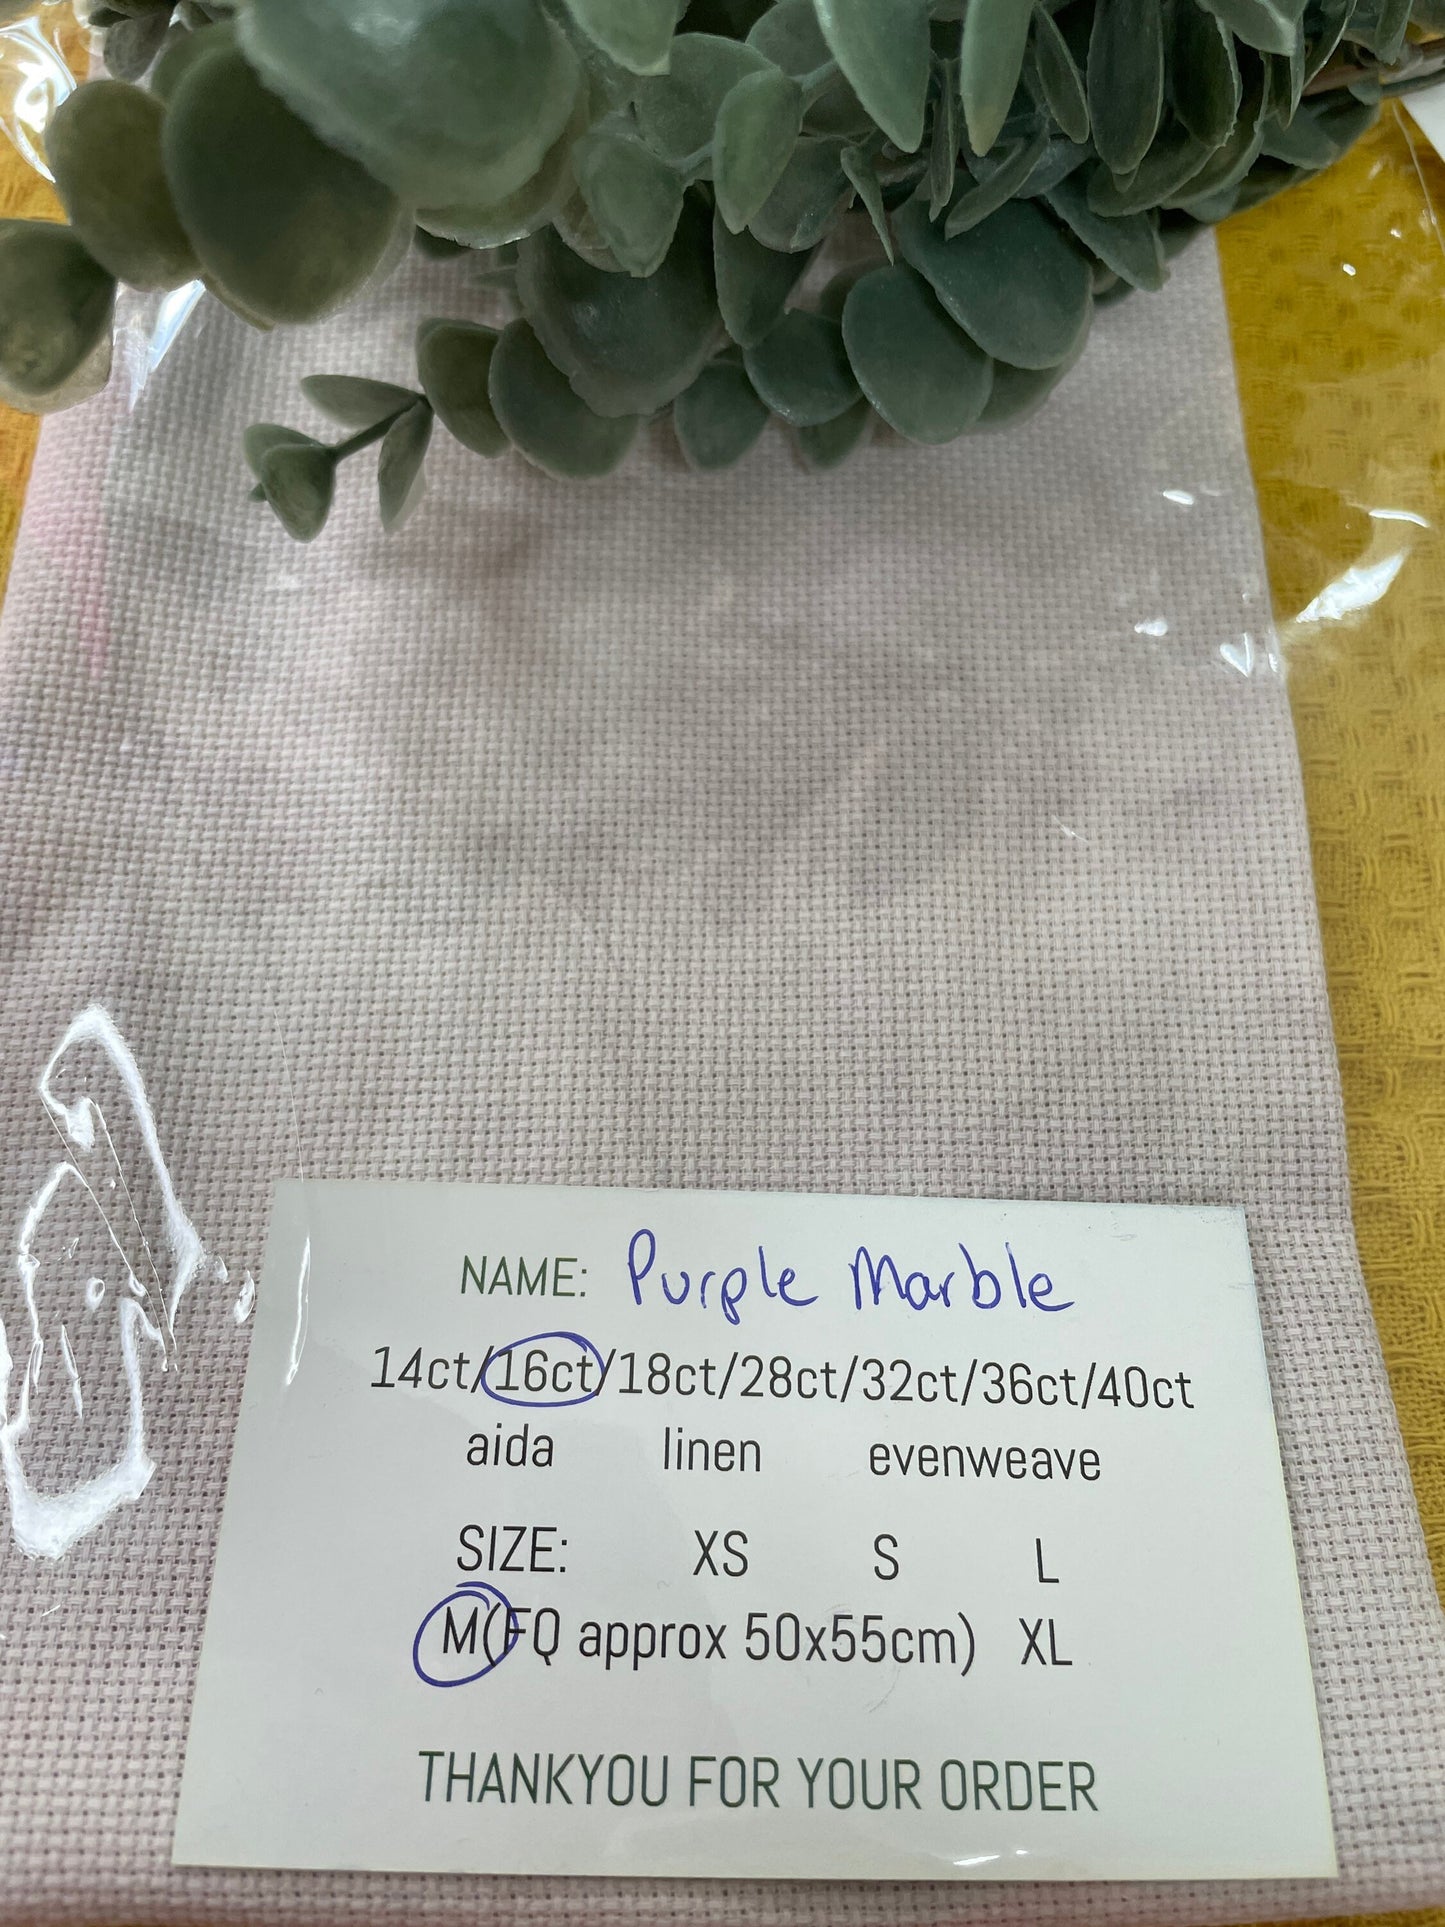 NAME: Purple Marble
14ct/16ct/18ct/28ct/32ct/36ct/40ct
aida linen evenweave
SIZE: XS S L
M(FQ approx 50x55cm) XL
THANKYOU FOR YOUR ORDER